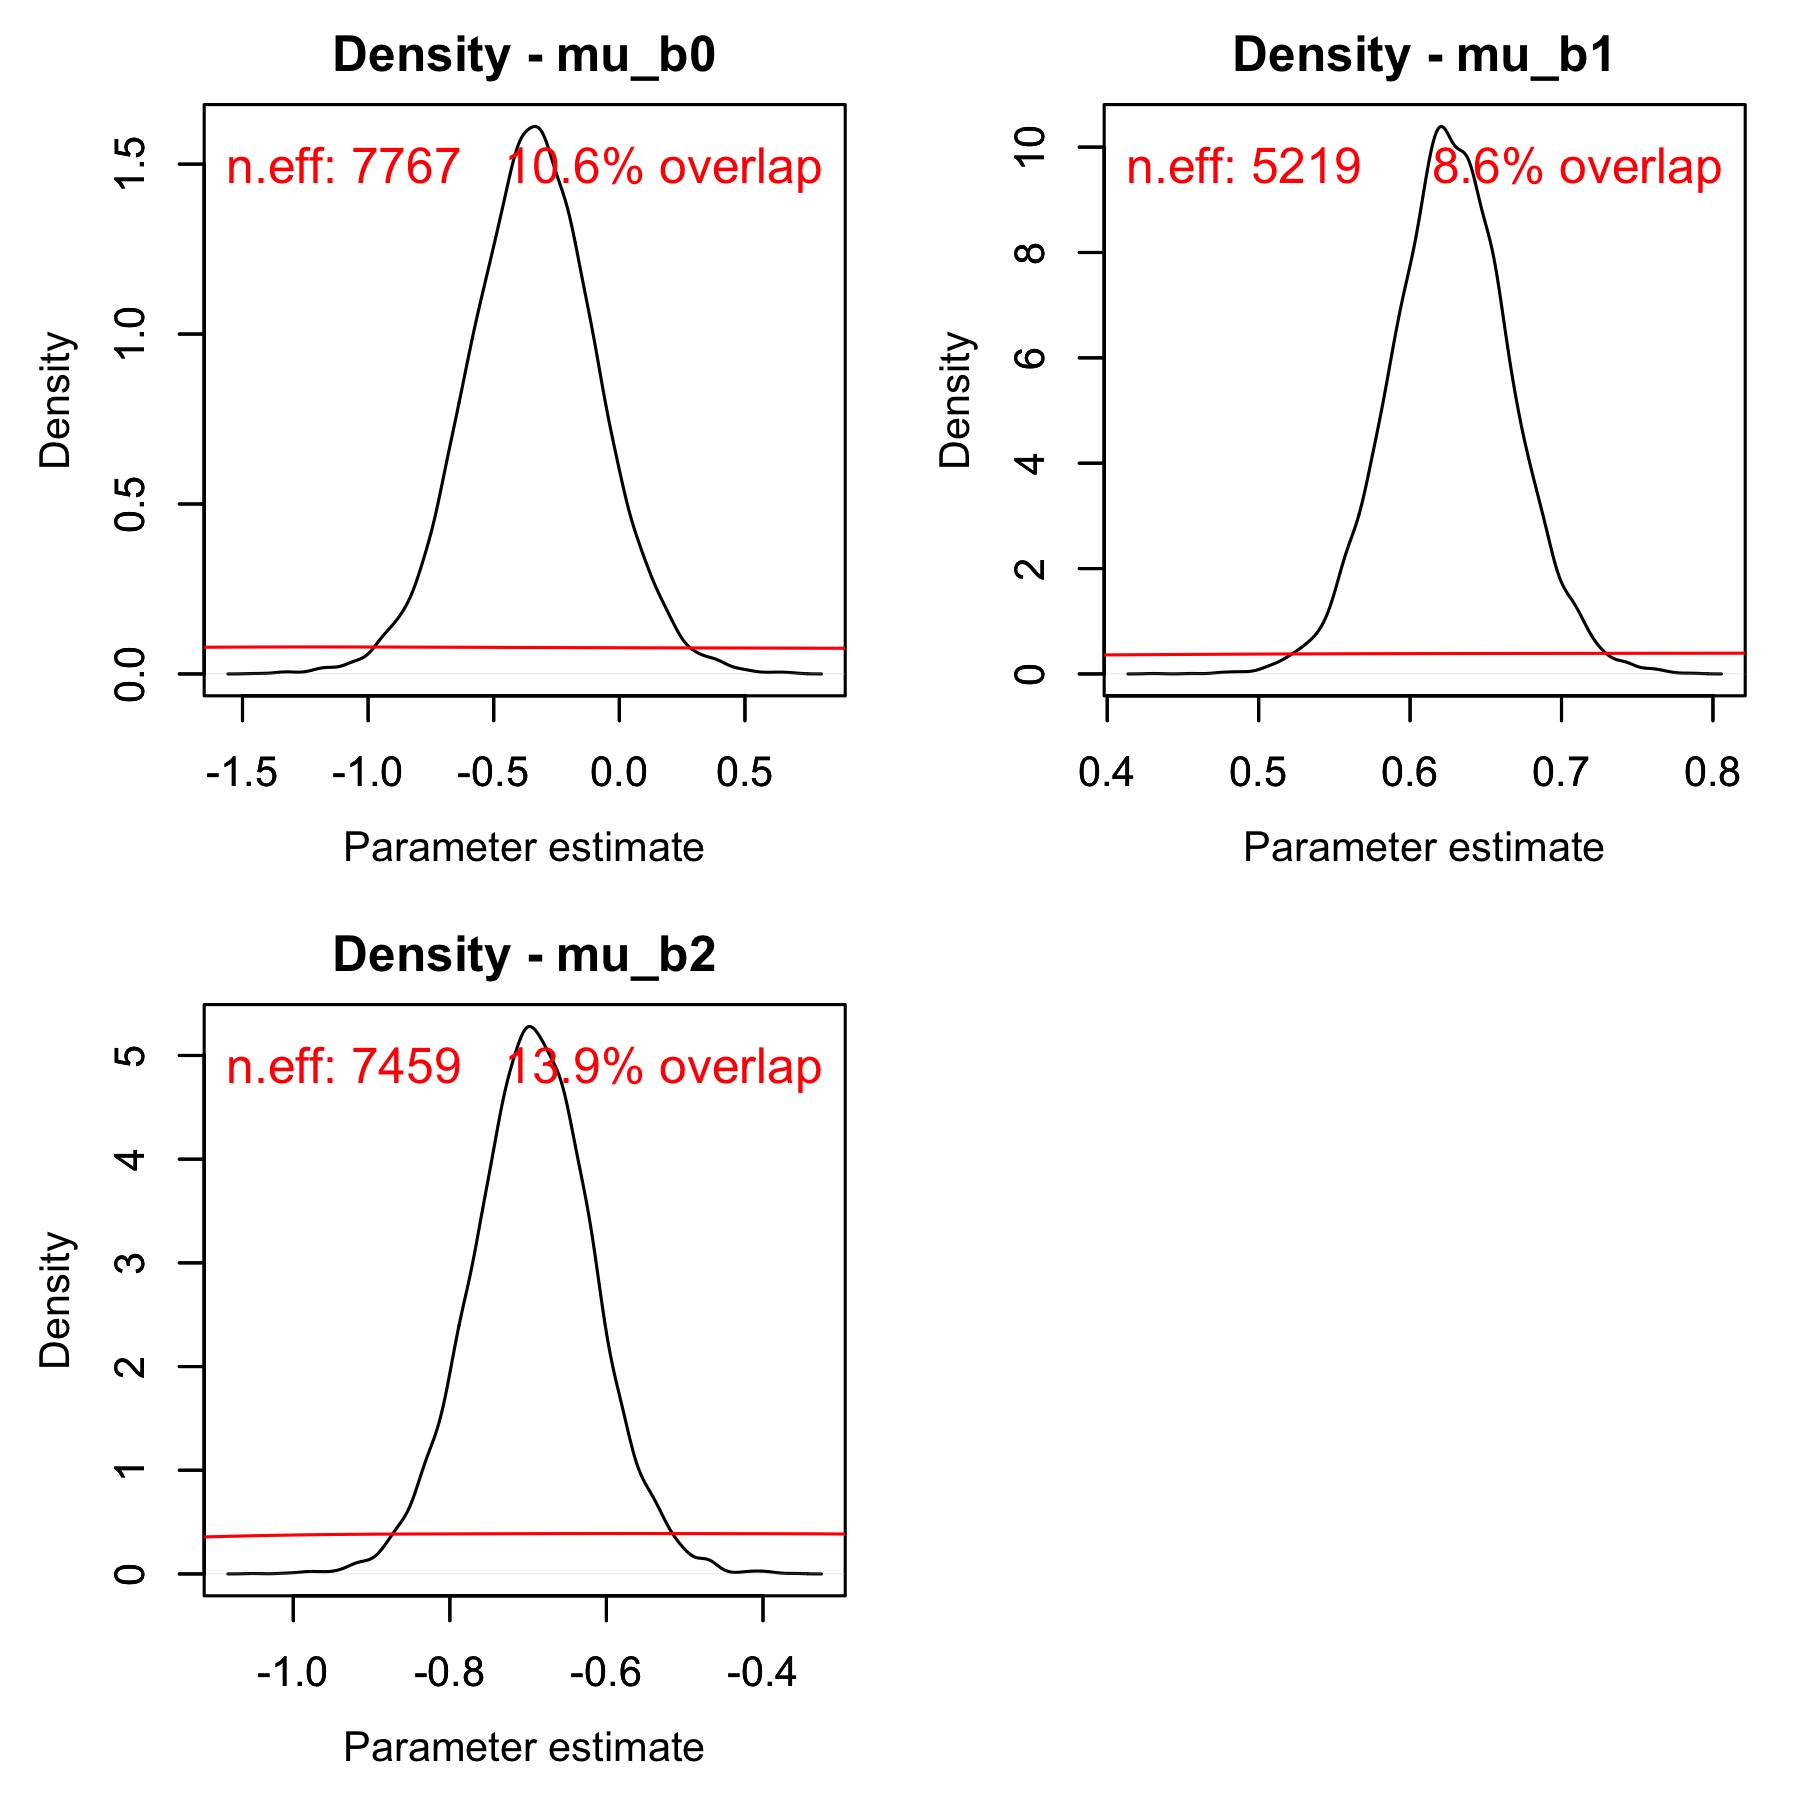 Density - mu_b0
n.eff: 7767 10.6% overlap
Density
0.0 0.5 1.0 1.5
-1.5 -1.0 -0.5 0.0 0.5
Parameter estimate
Density - mu_b1
n.eff: 5219 8.6% overlap
Density
0 2 4 6 8 10
0.4 0.5 0.6 0.7 0.8
Parameter estimate
Density - mu_b2
n.eff: 7459 13.9% overlap
Density
0 1 2 3 4 5
-1.0 -0.8 -0.6 -0.4
Parameter estimate